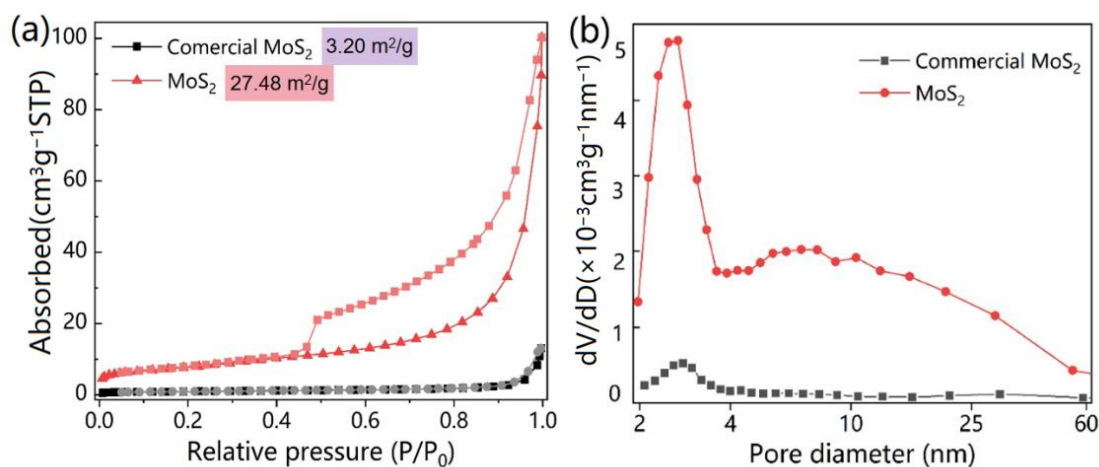 (a)
Comercial MoS₂ 3.20 m²/g
MoS₂ 27.48 m²/g
Absorbed(cm³g⁻¹STP)
100
80
60
40
20
0
0.0 0.2 0.4 0.6 0.8 1.0
Relative pressure (P/P₀)
(b)
Commercial MoS₂
MoS₂
dV/dD(×10⁻³cm³g⁻¹nm⁻¹)
5
4
3
2
1
0
2 4 10 25 60
Pore diameter (nm)